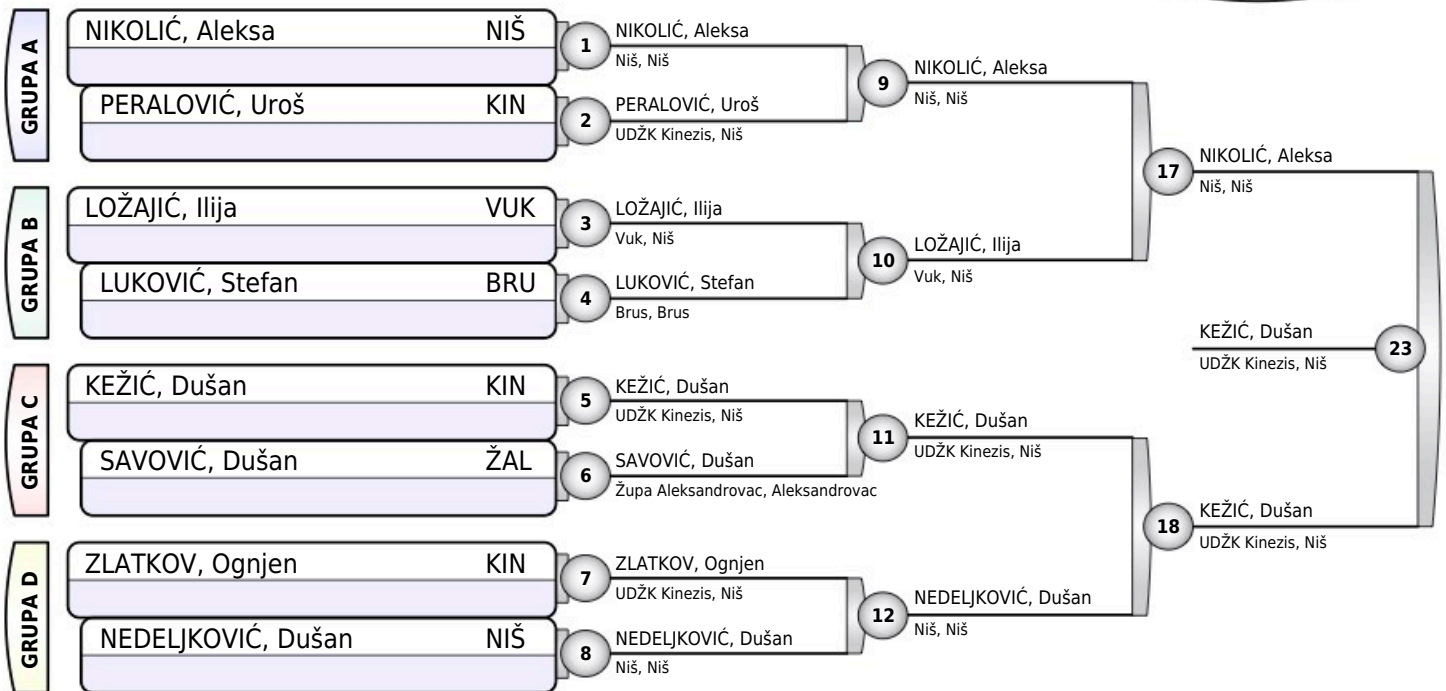 GRUPA A
NIKOLIĆ, Aleksa NIŠ
PERALOVIĆ, Uroš KIN
GRUPA B
LOŽAJIĆ, Ilija VUK
LUKOVIĆ, Stefan BRU
GRUPA C
KEŽIĆ, Dušan KIN
SAVOVIĆ, Dušan ŽAL
GRUPA D
ZLATKOV, Ognjen KIN
NEDELJKOVIĆ, Dušan NIŠ
1
NIKOLIĆ, Aleksa
Niš, Niš
2
PERALOVIĆ, Uroš
UDŽK Kinezis, Niš
3
LOŽAJIĆ, Ilija
Vuk, Niš
4
LUKOVIĆ, Stefan
Brus, Brus
5
KEŽIĆ, Dušan
UDŽK Kinezis, Niš
6
SAVOVIĆ, Dušan
Župa Aleksandrovac, Aleksandrovac
7
ZLATKOV, Ognjen
UDŽK Kinezis, Niš
8
NEDELJKOVIĆ, Dušan
Niš, Niš
9
NIKOLIĆ, Aleksa
Niš, Niš
10
LOŽAJIĆ, Ilija
Vuk, Niš
11
KEŽIĆ, Dušan
UDŽK Kinezis, Niš
12
NEDELJKOVIĆ, Dušan
Niš, Niš
17
NIKOLIĆ, Aleksa
Niš, Niš
18
KEŽIĆ, Dušan
UDŽK Kinezis, Niš
KEŽIĆ, Dušan
UDŽK Kinezis, Niš
23